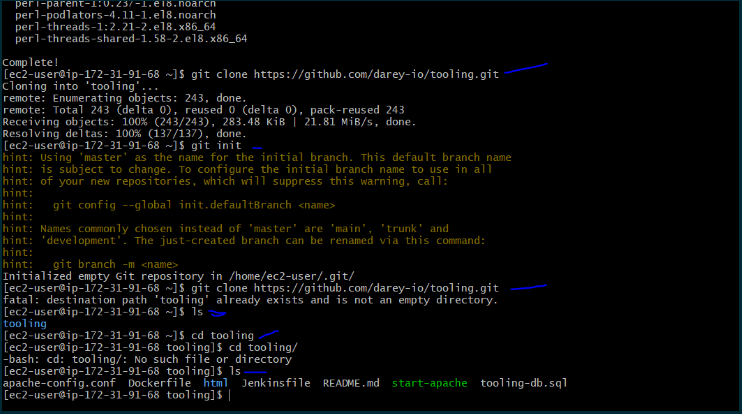 perl-parent-1:0.237-1.el8.noarch
perl-podlators-4.11-1.el8.noarch
perl-threads-1:2.21-2.el8.x86_64
perl-threads-shared-1.58-2.el8.x86_64
Complete!
[ec2-user@ip-172-31-91-68 ~]$ git clone https://github.com/darey-io/tooling.git
Cloning into 'tooling'...
remote: Enumerating objects: 243, done.
remote: Total 243 (delta 0), reused 0 (delta 0), pack-reused 243
Receiving objects: 100% (243/243), 283.48 KiB | 21.81 MiB/s, done.
Resolving deltas: 100% (137/137), done.
[ec2-user@ip-172-31-91-68 ~]$ git init
hint: Using 'master' as the name for the initial branch. This default branch name
hint: is subject to change. To configure the initial branch name to use in all
hint: of your new repositories, which will suppress this warning, call:
hint:
hint:   git config --global init.defaultBranch <name>
hint:
hint: Names commonly chosen instead of 'master' are 'main', 'trunk' and
hint: 'development'. The just-created branch can be renamed via this command:
hint:
hint:   git branch -m <name>
Initialized empty Git repository in /home/ec2-user/.git/
[ec2-user@ip-172-31-91-68 ~]$ git clone https://github.com/darey-io/tooling.git
fatal: destination path 'tooling' already exists and is not an empty directory.
[ec2-user@ip-172-31-91-68 ~]$ ls
tooling
[ec2-user@ip-172-31-91-68 ~]$ cd tooling
[ec2-user@ip-172-31-91-68 tooling]$ cd tooling/
-bash: cd: tooling/: No such file or directory
[ec2-user@ip-172-31-91-68 tooling]$ ls
apache-config.conf  Dockerfile  html  Jenkinsfile  README.md  start-apache  tooling-db.sql
[ec2-user@ip-172-31-91-68 tooling]$